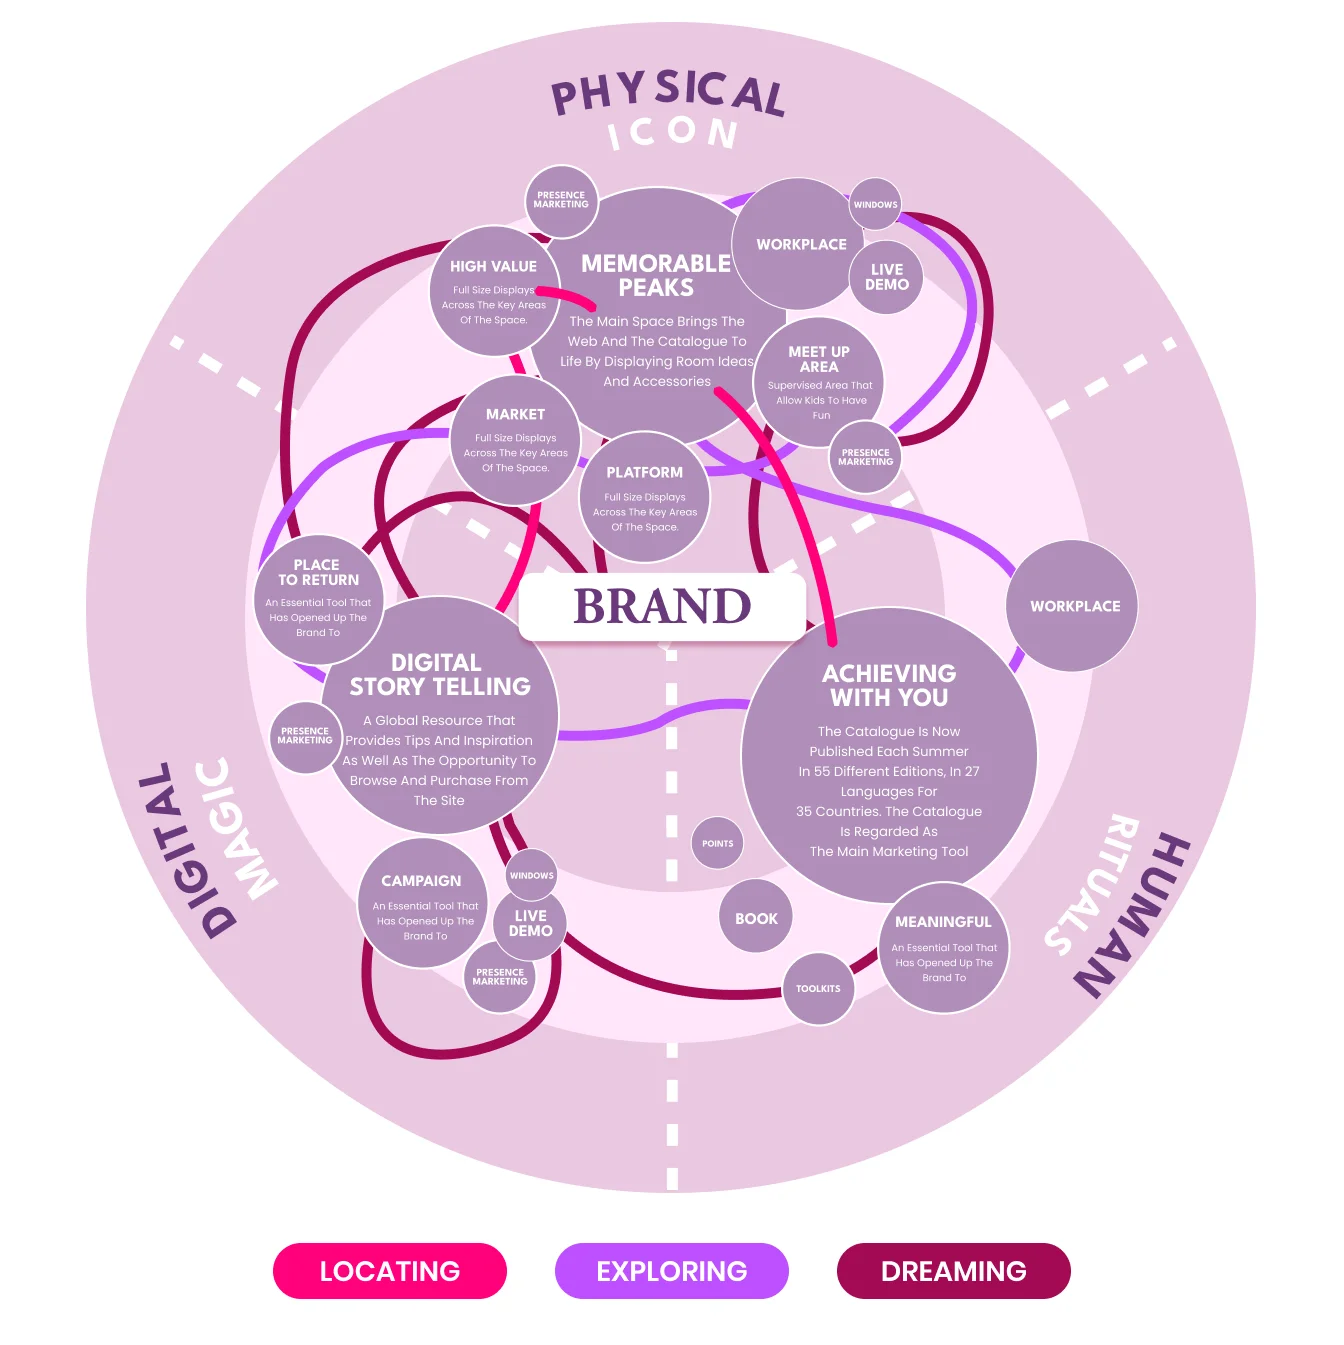 PHYSICAL
ICON
PRESENCE
MARKETING
HIGH VALUE
Full Size Displays
Across The Key Areas
Of The Space.
MEMORABLE
PEAKS
The Main Space Brings The
Web And The Catalogue To
Life By Displaying Room Ideas
And Accessories
WORKPLACE
WINDOWS
LIVE
DEMO
MEET UP
AREA
Supervised Area That
Allow Kids To Have
Fun
PRESENCE
MARKETING
MARKET
Full Size Displays
Across The Key Areas
Of The Space.
PLATFORM
Full Size Displays
Across The Key Areas
Of The Space.
BRAND
PLACE
TO RETURN
An Essential Tool That
Has Opened Up The
Brand To
DIGITAL
STORY TELLING
A Global Resource That
Provides Tips And Inspiration
As Well As The Opportunity To
Browse And Purchase From
The Site
PRESENCE
MARKETING
DIGITAL
MAGIC
CAMPAIGN
An Essential Tool That
Has Opened Up The
Brand To
WINDOWS
LIVE
DEMO
PRESENCE
MARKETING
WORKPLACE
ACHIEVING
WITH YOU
The Catalogue Is Now
Published Each Summer
In 55 Different Editions, In 27
Languages For
35 Countries. The Catalogue
Is Regarded As
The Main Marketing Tool
POINTS
BOOK
TOOLKITS
MEANINGFUL
An Essential Tool That
Has Opened Up The
Brand To
HUMAN
RITUALS
LOCATING
EXPLORING
DREAMING